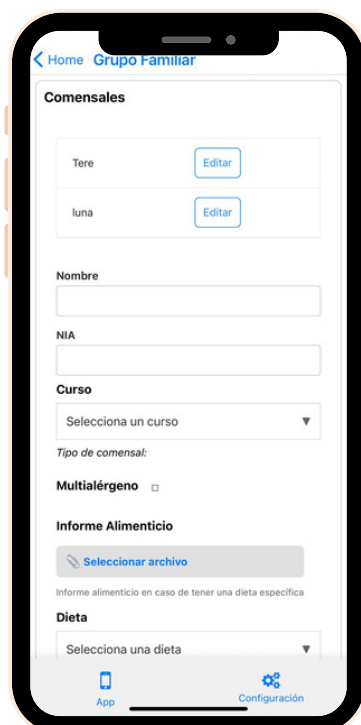 Home Grupo Familiar
Comensales
Tere Editar
luna Editar
Nombre
NIA
Curso
Selecciona un curso
Tipo de comensal:
Multialérgeno
Informe Alimenticio
Seleccionar archivo
Informe alimenticio en caso de tener una dieta específica
Dieta
Selecciona una dieta
App Configuración